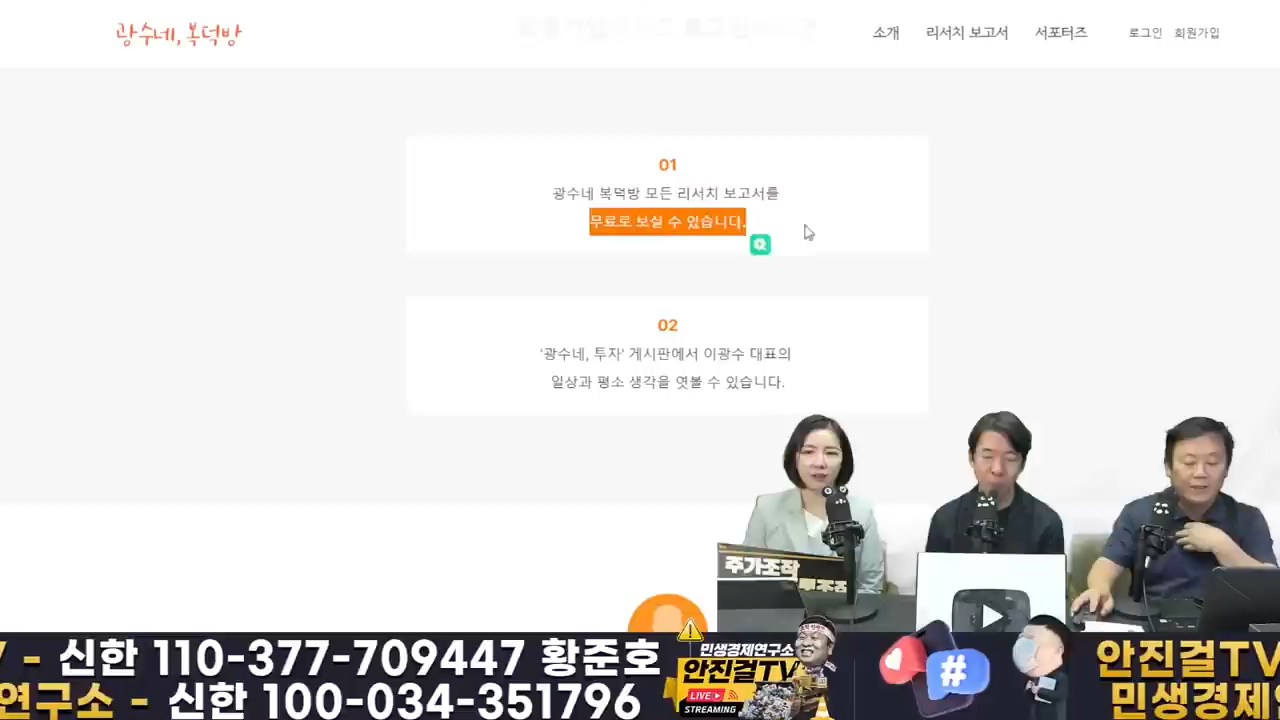 광수네, 복덕방
소개
리서치 보고서
서포터즈
로그인
회원가입
01
광수네 복덕방 모든 리서치 보고서를
무료로 보실 수 있습니다.
02
'광수네, 투자' 게시판에서 이광수 대표의
일상과 평소 생각을 엿볼 수 있습니다.
주가조작
V - 신한 110-377-709447 황준호
연구소 - 신한 100-034-351796
민생경제연구소
안진걸TV
LIVE
STREAMING
#
안진걸TV
민생경제